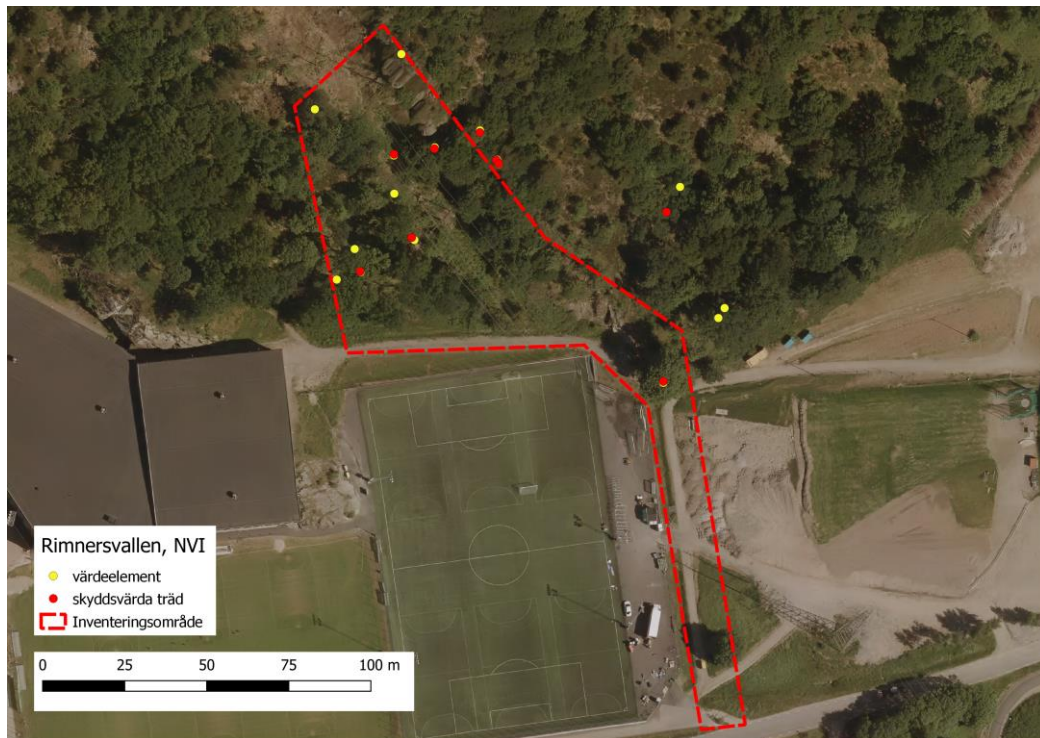 Rimnersvallen, NVI
värdeelement
skyddsvärda träd
Inventeringsområde
0 25 50 75 100 m